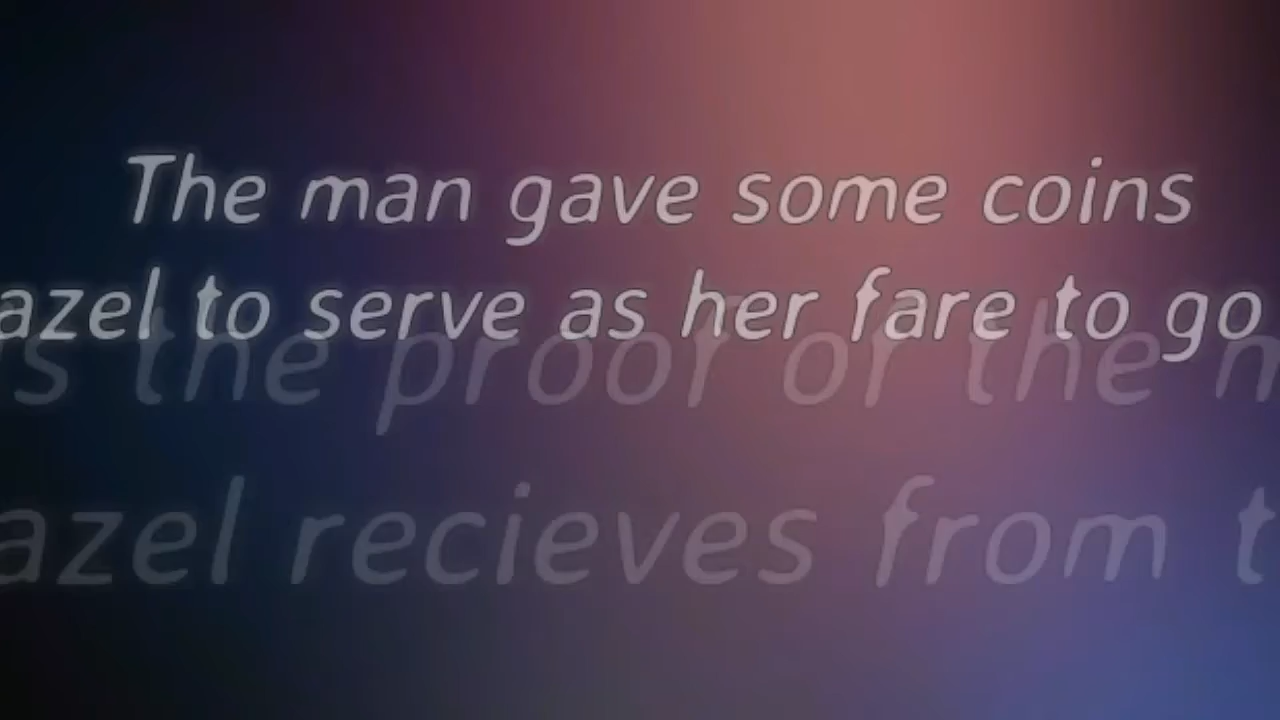 The man gave some coins
azel to serve as her fare to go
s the proof of the m
azel recieves from t